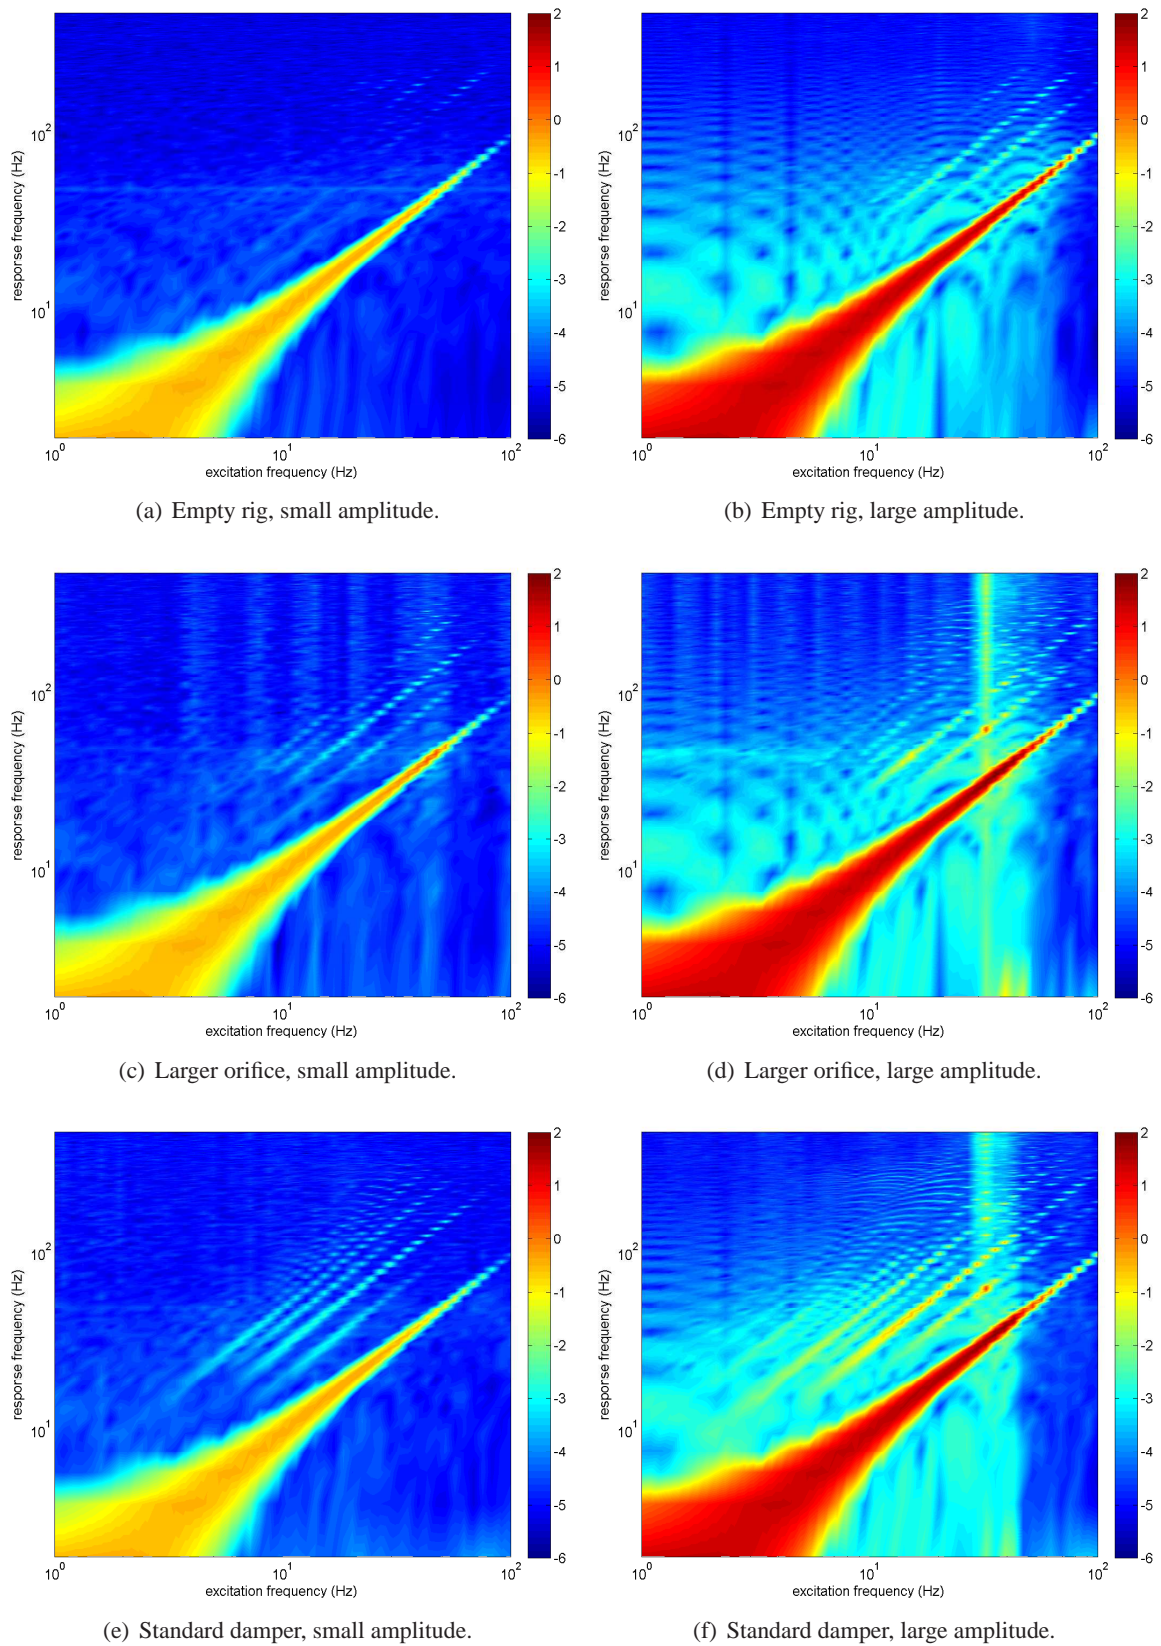 2
1
0
-1
-2
-3
-4
-5
-6
10^2
10^1
response frequency (Hz)
10^0 10^1 10^2
excitation frequency (Hz)
(a) Empty rig, small amplitude.
2
1
0
-1
-2
-3
-4
-5
-6
10^2
10^1
response frequency (Hz)
10^0 10^1 10^2
excitation frequency (Hz)
(b) Empty rig, large amplitude.
2
1
0
-1
-2
-3
-4
-5
-6
10^2
10^1
response frequency (Hz)
10^0 10^1 10^2
excitation frequency (Hz)
(c) Larger orifice, small amplitude.
2
1
0
-1
-2
-3
-4
-5
-6
10^2
10^1
response frequency (Hz)
10^0 10^1 10^2
excitation frequency (Hz)
(d) Larger orifice, large amplitude.
2
1
0
-1
-2
-3
-4
-5
-6
10^2
10^1
response frequency (Hz)
10^0 10^1 10^2
excitation frequency (Hz)
(e) Standard damper, small amplitude.
2
1
0
-1
-2
-3
-4
-5
-6
10^2
10^1
response frequency (Hz)
10^0 10^1 10^2
excitation frequency (Hz)
(f) Standard damper, large amplitude.